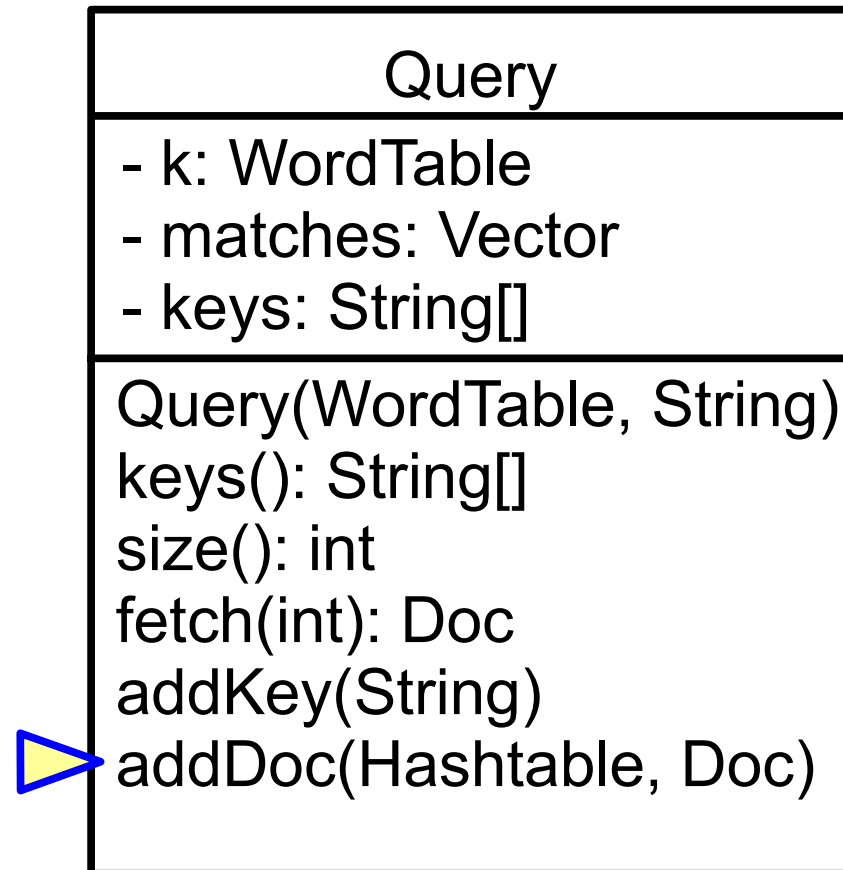 Query
- k: WordTable
- matches: Vector
- keys: String[]
Query(WordTable, String)
keys(): String[]
size(): int
fetch(int): Doc
addKey(String)
addDoc(Hashtable, Doc)